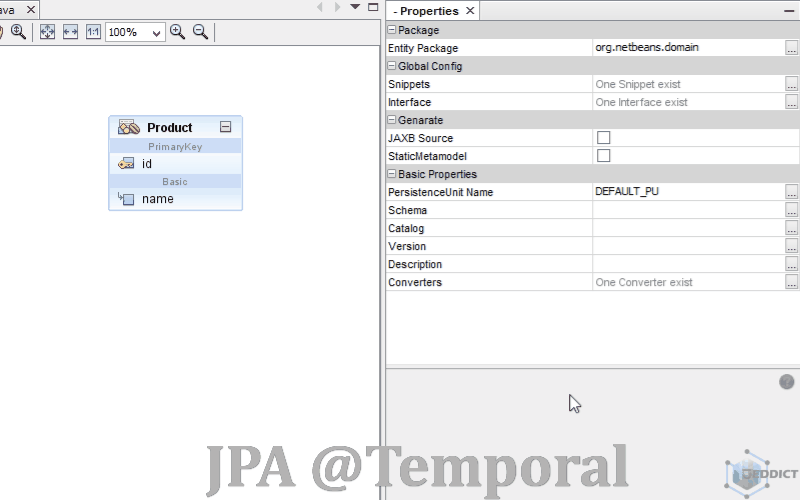 ava
- Properties
100%
1:1
Package
Entity Package org.netbeans.domain ...
Global Config
Snippets One Snippet exist ...
Interface One Interface exist ...
Genarate
JAXB Source
StaticMetamodel
Basic Properties
PersistenceUnit Name DEFAULT_PU ...
Schema ...
Catalog ...
Version ...
Description ...
Converters One Converter exist ...
Product
PrimaryKey
id
Basic
name
?
JPA @Temporal